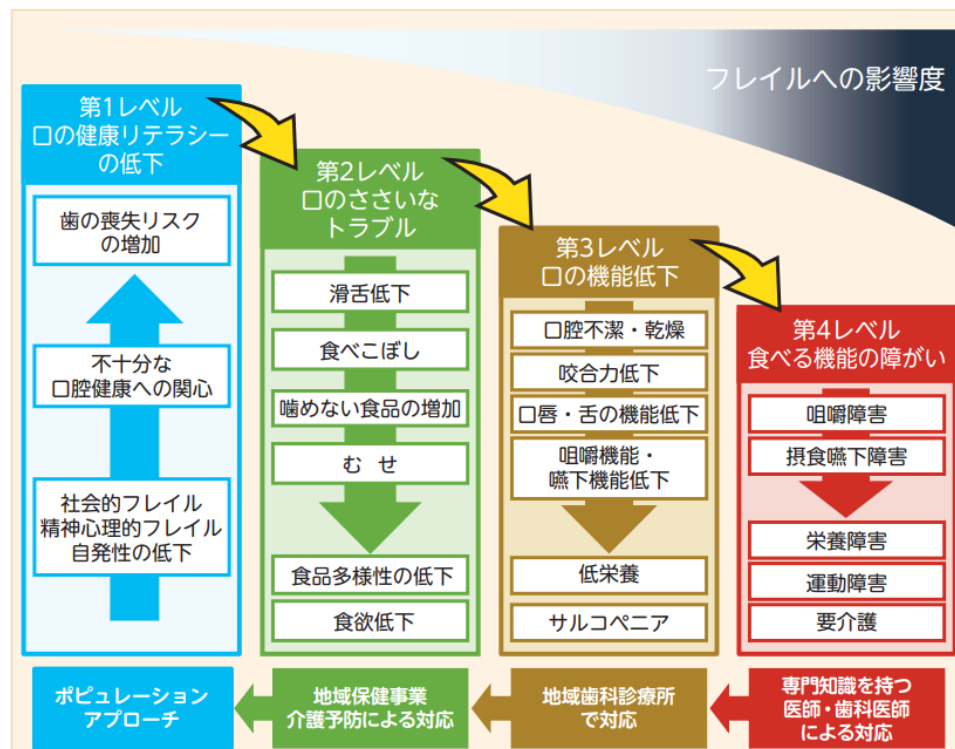 フレイルへの影響度
第1レベル
口の健康リテラシー
の低下
歯の喪失リスク
の増加
不十分な
口腔健康への関心
社会的フレイル
精神心理的フレイル
自発性の低下
ポピュレーション
アプローチ
第2レベル
口のささいな
トラブル
滑舌低下
食べこぼし
噛めない食品の増加
むせ
食品多様性の低下
食欲低下
地域保健事業
介護予防による対応
第3レベル
口の機能低下
口腔不潔・乾燥
咬合力低下
口唇・舌の機能低下
咀嚼機能・
嚥下機能低下
低栄養
サルコペニア
地域歯科診療所
で対応
第4レベル
食べる機能の障がい
咀嚼障害
摂食嚥下障害
栄養障害
運動障害
要介護
専門知識を持つ
医師・歯科医師
による対応